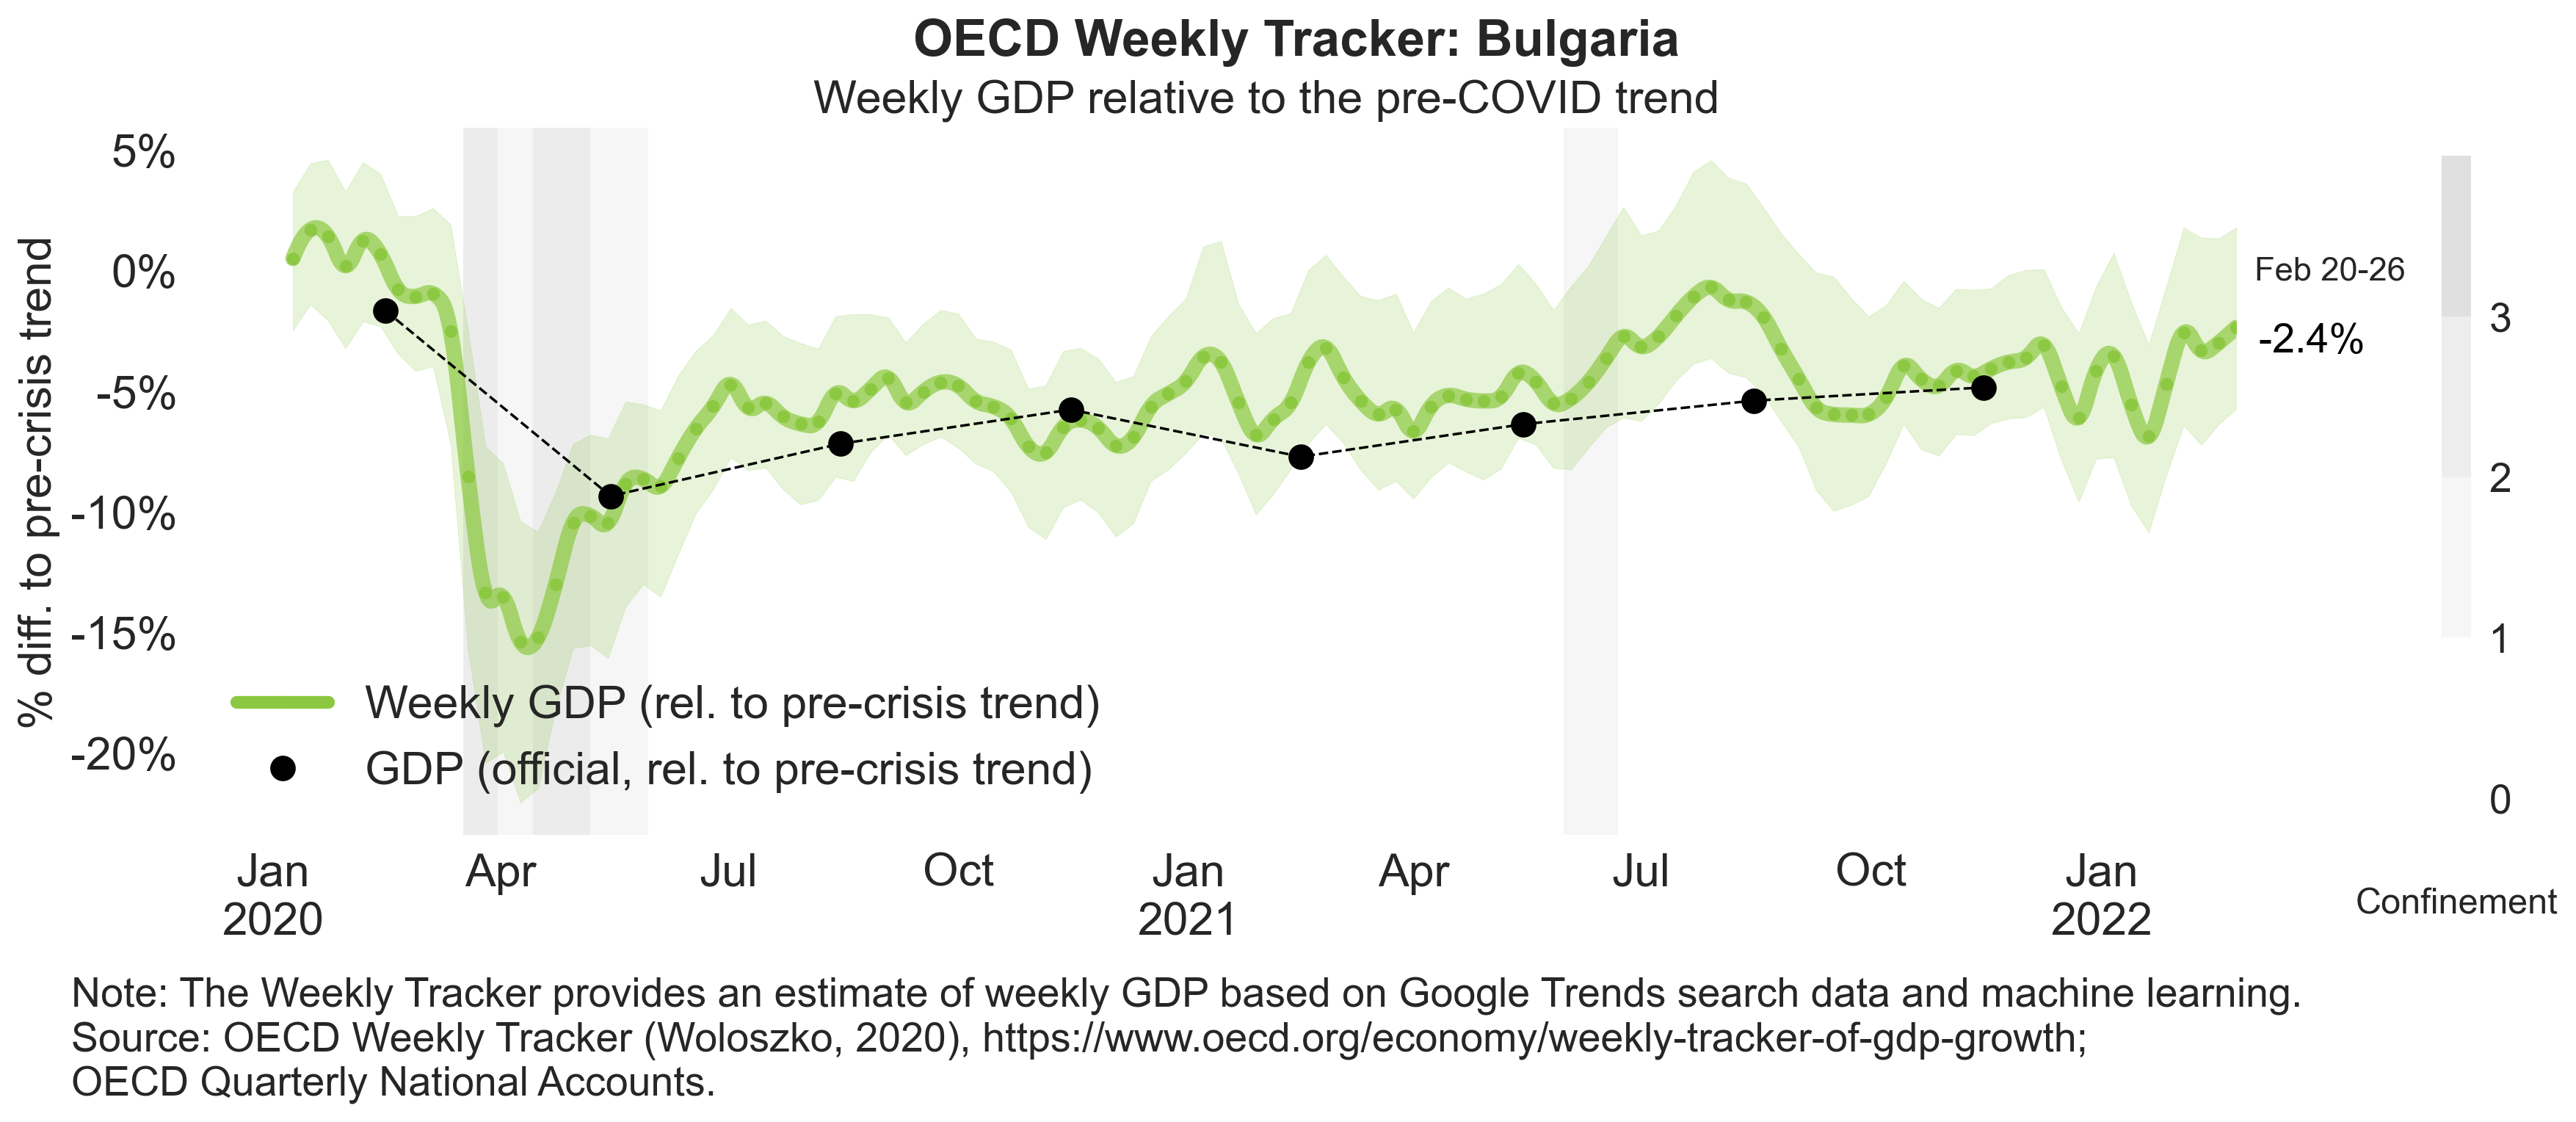 OECD Weekly Tracker: Bulgaria
Weekly GDP relative to the pre-COVID trend
% diff. to pre-crisis trend
5%
0%
-5%
-10%
-15%
-20%
Feb 20-26
-2.4%
3
2
1
0
Confinement
Weekly GDP (rel. to pre-crisis trend)
GDP (official, rel. to pre-crisis trend)
Jan Apr Jul Oct Jan Apr Jul Oct Jan
2020 2021 2022
Note: The Weekly Tracker provides an estimate of weekly GDP based on Google Trends search data and machine learning.
Source: OECD Weekly Tracker (Woloszko, 2020), https://www.oecd.org/economy/weekly-tracker-of-gdp-growth;
OECD Quarterly National Accounts.